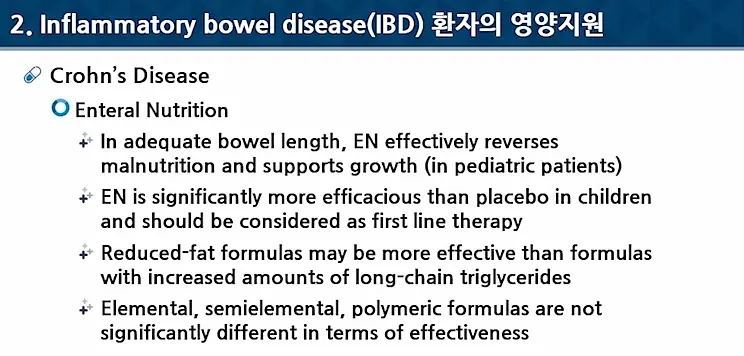 2. Inflammatory bowel disease(IBD) 환자의 영양지원
Crohn's Disease
Enteral Nutrition
In adequate bowel length, EN effectively reverses
malnutrition and supports growth (in pediatric patients)
EN is significantly more efficacious than placebo in children
and should be considered as first line therapy
Reduced-fat formulas may be more effective than formulas
with increased amounts of long-chain triglycerides
Elemental, semielemental, polymeric formulas are not
significantly different in terms of effectiveness